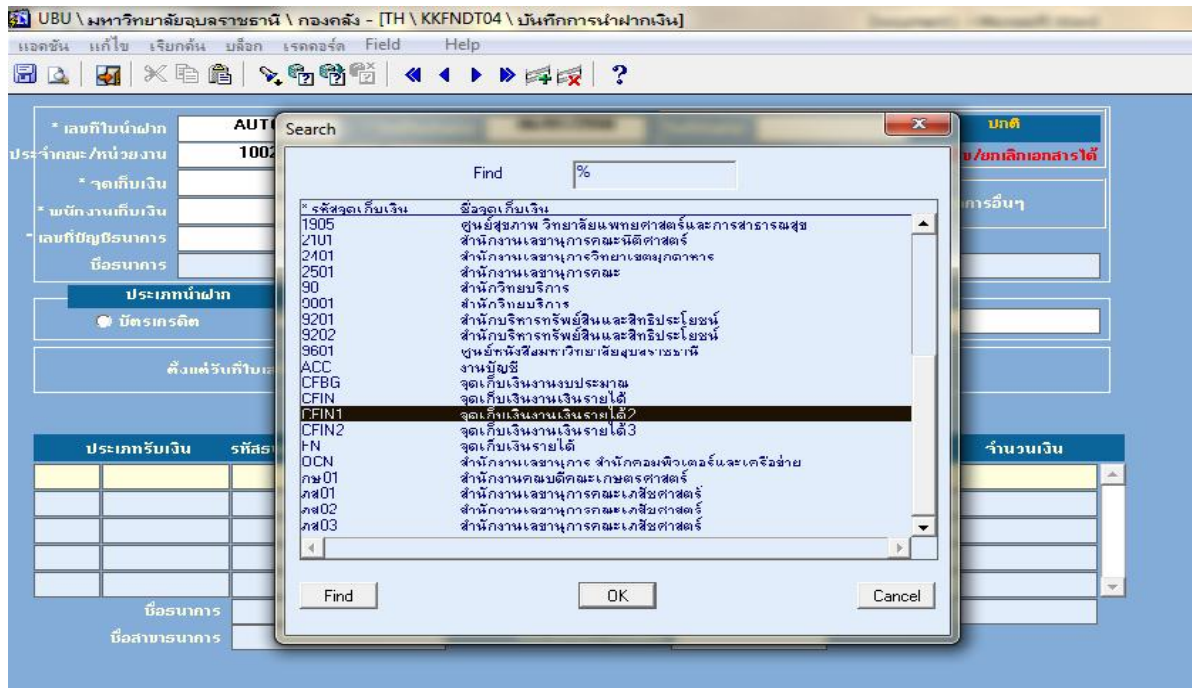 UBU \ มหาวิทยาลัยอุบลราชธานี \ กองคลัง - [TH \ KKFNDT04 \ บันทึกการนำฝากเงิน]
แอคชัน แก้ไข เรียกค้น บล็อก เรคคอร์ด Field Help
* เลขที่ใบนำฝาก AUT
ปกติ
ประจำคณะ/หน่วยงาน 1002
/ยกเลิกเอกสารได้
* จุดเก็บเงิน
* พนักงานเก็บเงิน
การอื่นๆ
* เลขที่บัญชีธนาคาร
ชื่อธนาคาร
ประเภทนำฝาก
บัตรเครดิต
ตั้งแต่วันที่ใบเส
ประเภทรับเงิน รหัสธ จำนวนเงิน
ชื่อธนาคาร
ชื่อสาขาธนาคาร
Search
Find %
* รหัสจุดเก็บเงิน ชื่อจุดเก็บเงิน
1905 ศูนย์สุขภาพ วิทยาลัยแพทยศาสตร์และการสาธารณสุข
2101 สำนักงานเลขานุการคณะนิติศาสตร์
2401 สำนักงานเลขานุการวิทยาเขตมุกดาหาร
2501 สำนักงานเลขานุการคณะ
90 สำนักวิทยบริการ
9001 สำนักวิทยบริการ
9201 สำนักบริหารทรัพย์สินและสิทธิประโยชน์
9202 สำนักบริหารทรัพย์สินและสิทธิประโยชน์
9601 ศูนย์หนังสือมหาวิทยาลัยอุบลราชธานี
ACC งานบัญชี
CFBG จุดเก็บเงินงานงบประมาณ
CFIN จุดเก็บเงินงานเงินรายได้
CFIN1 จุดเก็บเงินงานเงินรายได้2
CFIN2 จุดเก็บเงินงานเงินรายได้3
FN จุดเก็บเงินรายได้
OCN สำนักงานเลขานุการ สำนักคอมพิวเตอร์และเครือข่าย
กษ01 สำนักงานคณบดีคณะเกษตรศาสตร์
ภส01 สำนักงานเลขานุการคณะเภสัชศาสตร์
ภส02 สำนักงานเลขานุการคณะเภสัชศาสตร์
ภส03 สำนักงานเลขานุการคณะเภสัชศาสตร์
Find OK Cancel